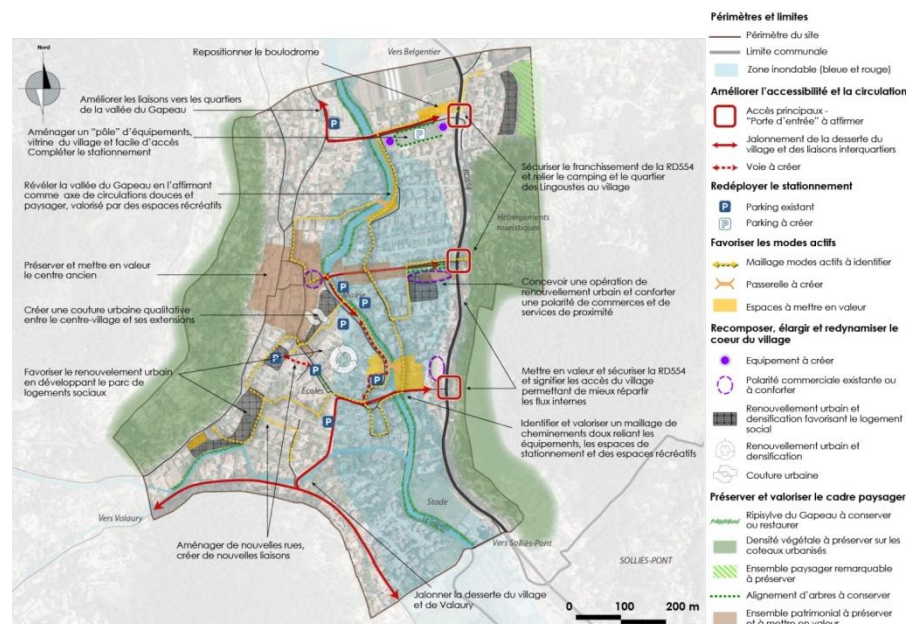 Nord
Repositionner le boulodrome
Vers Belgentier
Améliorer les liaisons vers les quartiers
de la vallée du Gapeau
Aménager un "pôle" d'équipements,
vitrine du village et facile d'accès
Compléter le stationnement
Révéler la vallée du Gapeau en l'affirmant
comme axe de circulations douces et
paysager, valorisé par des espaces récréatifs
Préserver et mettre en valeur
le centre ancien
Créer une couture urbaine qualitative
entre le centre-village et ses extensions
Favoriser le renouvelement urbain
en développant le parc de
logements sociaux
Sécuriser le franchissement de la RD554
et relier le camping et le quartier
des Lingoustes au village
Hébergements
touristiques
Concevoir une opération de
renouvellement urbain et conforter
une polarité de commerces et de
services de proximité
Mettre en valeur et sécuriser la RD554
et signifier les accès du village
permettant de mieux répartir
les flux internes
Identifier et valoriser un maillage de
cheminements doux reliant les
équipements, les espaces de
stationnement et des espaces récréatifs
Ecoles
Stade
Vers Valaury
Vers Solliès-Pont
SOLLIES-PONT
Aménager de nouvelles rues,
créer de nouvelles liaisons
Jalonner la desserte du village
et de Valaury
0 100 200 m
P
P
P
P
P
P
P
P
P
Périmètres et limites
Périmètre du site
Limite communale
Zone inondable (bleue et rouge)
Améliorer l'accessibilité et la circulation
Accès principaux -
"Porte d'entrée" à affirmer
Jalonnement de la desserte du
village et des liaisons interquartiers
Voie à créer
Redéployer le stationnement
P Parking existant
P Parking à créer
Favoriser les modes actifs
Maillage modes actifs à identifier
Passerelle à créer
Espaces à mettre en valeur
Recomposer, élargir et redynamiser le
coeur du village
Equipement à créer
Polarité commerciale existante ou
à conforter
Renouvellement urbain et
densification favorisant le logement
social
Renouvellement urbain et
densification
Couture urbaine
Préserver et valoriser le cadre paysager
Ripisylve du Gapeau à conserver
ou restaurer
Densité végétale à préserver sur les
coteaux urbanisés
Ensemble paysager remarquable
à préserver
Alignement d'arbres à conserver
Ensemble patrimonial à préserver
et à mettre en valeur